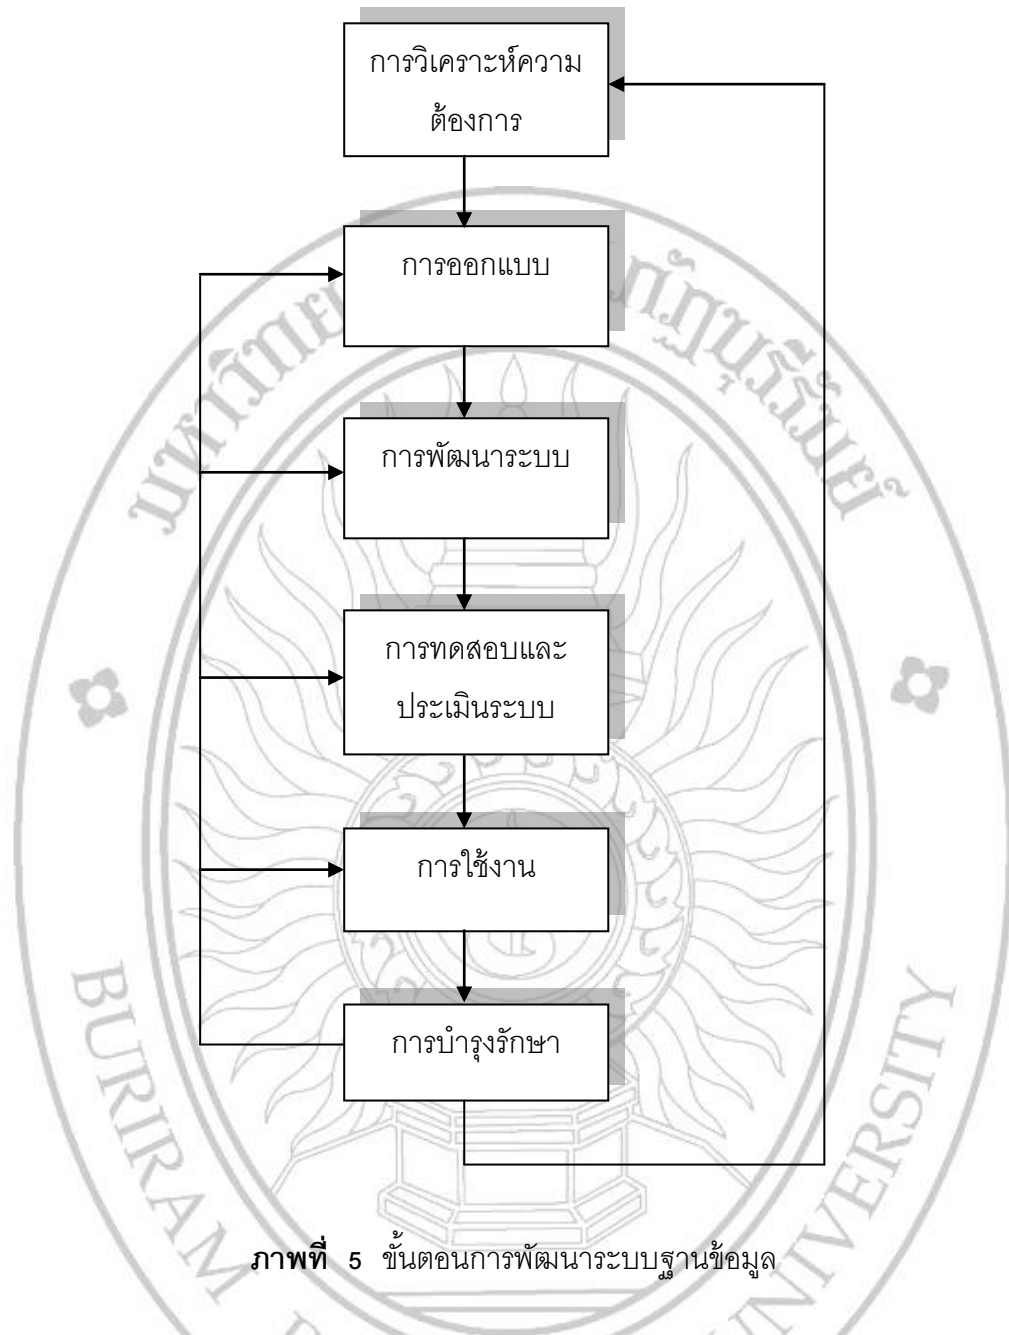 การวิเคราะห์ความ
ต้องการ
การออกแบบ
การพัฒนาระบบ
การทดสอบและ
ประเมินระบบ
การใช้งาน
การบำรุงรักษา
ภาพที่ 5 ขั้นตอนการพัฒนาระบบฐานข้อมูล
BURIRAM
UNIVERSITY